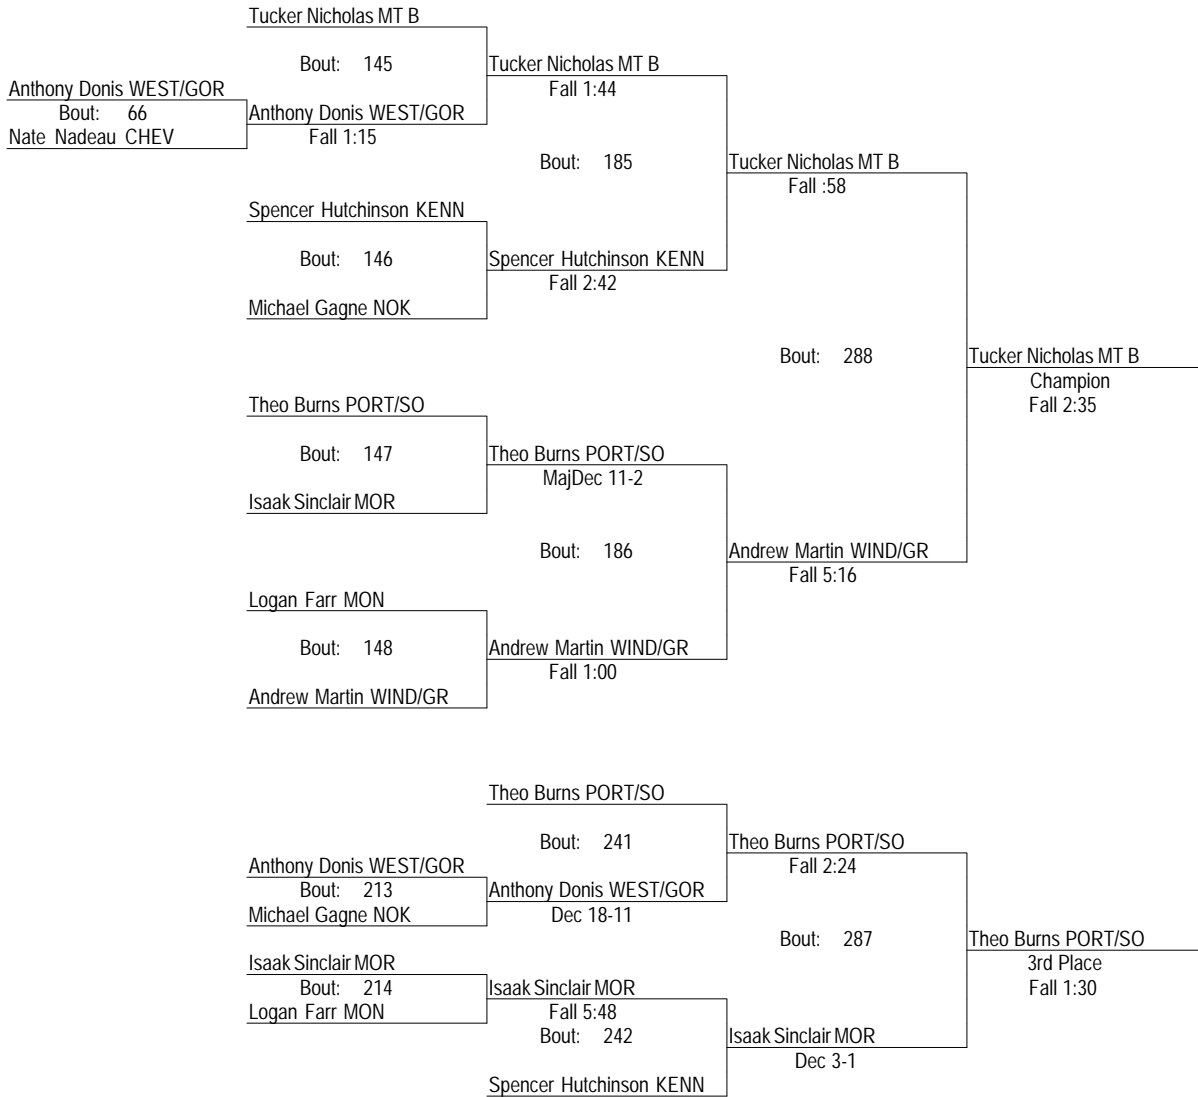 Tucker Nicholas MT B
Bout: 145
Tucker Nicholas MT B
Fall 1:44
Anthony Donis WEST/GOR
Bout: 66
Nate Nadeau CHEV
Anthony Donis WEST/GOR
Fall 1:15
Bout: 185
Tucker Nicholas MT B
Fall :58
Spencer Hutchinson KENN
Bout: 146
Spencer Hutchinson KENN
Fall 2:42
Michael Gagne NOK
Bout: 288
Tucker Nicholas MT B
Champion
Fall 2:35
Theo Burns PORT/SO
Bout: 147
Theo Burns PORT/SO
MajDec 11-2
Isaak Sinclair MOR
Bout: 186
Andrew Martin WIND/GR
Fall 5:16
Logan Farr MON
Bout: 148
Andrew Martin WIND/GR
Fall 1:00
Andrew Martin WIND/GR
Theo Burns PORT/SO
Bout: 241
Theo Burns PORT/SO
Fall 2:24
Anthony Donis WEST/GOR
Bout: 213
Michael Gagne NOK
Anthony Donis WEST/GOR
Dec 18-11
Bout: 287
Theo Burns PORT/SO
3rd Place
Fall 1:30
Isaak Sinclair MOR
Bout: 214
Logan Farr MON
Isaak Sinclair MOR
Fall 5:48
Bout: 242
Isaak Sinclair MOR
Dec 3-1
Spencer Hutchinson KENN